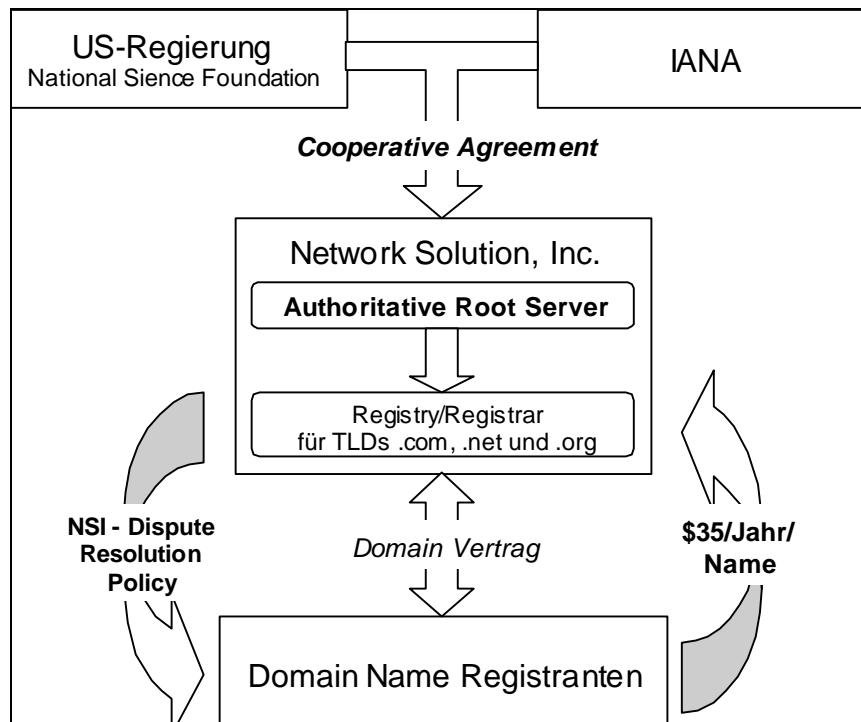 US-Regierung
National Sience Foundation
IANA
Cooperative Agreement
Network Solution, Inc.
Authoritative Root Server
Registry/Registrar
für TLDs .com, .net und .org
NSI - Dispute
Resolution
Policy
Domain Vertrag
$35/Jahr/
Name
Domain Name Registranten